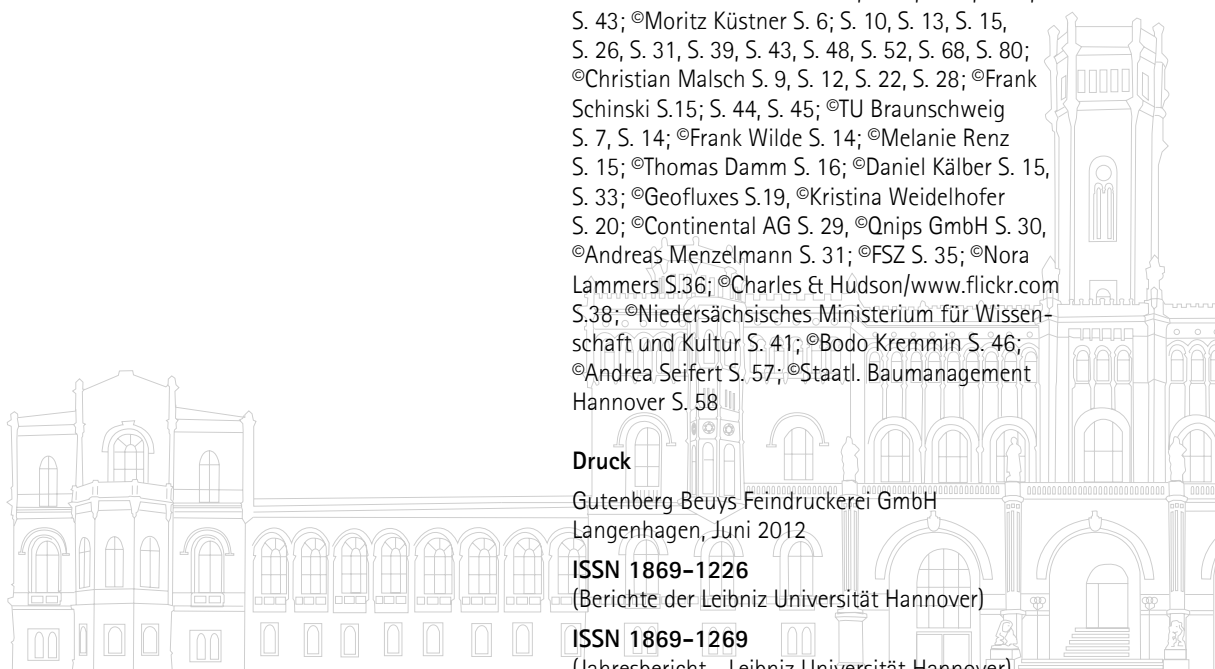 S. 43; ©Moritz Küstner S. 6; S. 10, S. 13, S. 15,
S. 26, S. 31, S. 39, S. 43, S. 48, S. 52, S. 68, S. 80;
©Christian Malsch S. 9, S. 12, S. 22, S. 28; ©Frank
Schinski S.15; S. 44, S. 45; ©TU Braunschweig
S. 7, S. 14; ©Frank Wilde S. 14; ©Melanie Renz
S. 15; ©Thomas Damm S. 16; ©Daniel Kälber S. 15,
S. 33; ©Geofluxes S.19, ©Kristina Weidelhofer
S. 20; ©Continental AG S. 29, ©Qnips GmbH S. 30,
©Andreas Menzelmann S. 31; ©FSZ S. 35; ©Nora
Lammers S.36; ©Charles & Hudson/www.flickr.com
S.38; ©Niedersächsisches Ministerium für Wissen-
schaft und Kultur S. 41; ©Bodo Kremmin S. 46;
©Andrea Seifert S. 57; ©Staatl. Baumanagement
Hannover S. 58
Druck
Gutenberg Beuys Feindruckerei GmbH
Langenhagen, Juni 2012
ISSN 1869-1226
(Berichte der Leibniz Universität Hannover)
ISSN 1869-1269
(Jahresbericht - Leibniz Universität Hannover)